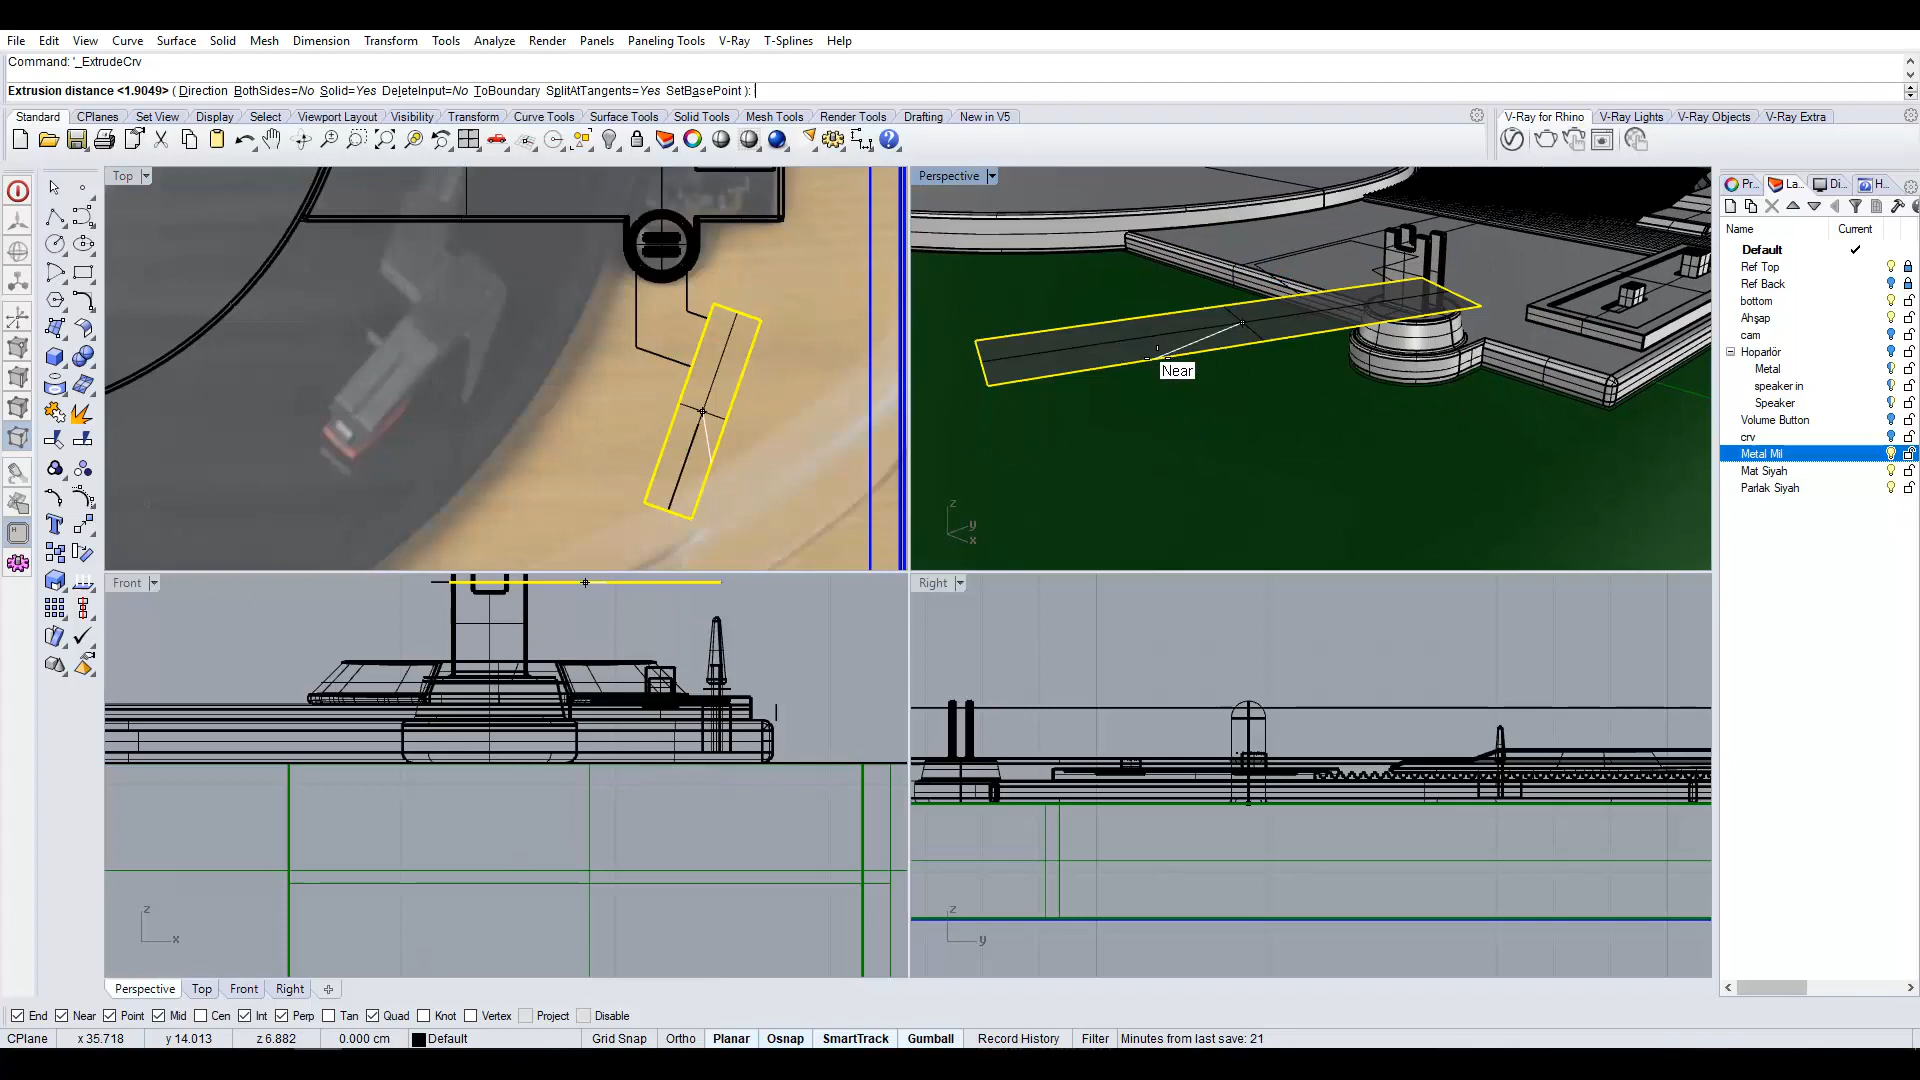 File Edit View Curve Surface Solid Mesh Dimension Transform Tools Analyze Render Panels Paneling Tools V-Ray T-Splines Help
Command: '_ExtrudeCrv
Extrusion distance <1.9049> ( Direction BothSides=No Solid=Yes DeleteInput=No ToBoundary SplitAtTangents=Yes SetBasePoint ):
Standard CPlanes Set View Display Select Viewport Layout Visibility Transform Curve Tools Surface Tools Solid Tools Mesh Tools Render Tools Drafting New in V5
V-Ray for Rhino V-Ray Lights V-Ray Objects V-Ray Extra
Top
Perspective
Pr... La... Di... H...
Name Current
Default
Ref Top
Ref Back
bottom
Ahşap
cam
Hoparlör
Metal
speaker in
Speaker
Volume Button
crv
Metal Mil
Mat Siyah
Parlak Siyah
Near
z
y
x
Front
Right
z
x
z
y
Perspective Top Front Right
End Near Point Mid Cen Int Perp Tan Quad Knot Vertex Project Disable
CPlane x 35.718 y 14.013 z 6.882 0.000 cm Default Grid Snap Ortho Planar Osnap SmartTrack Gumball Record History Filter Minutes from last save: 21